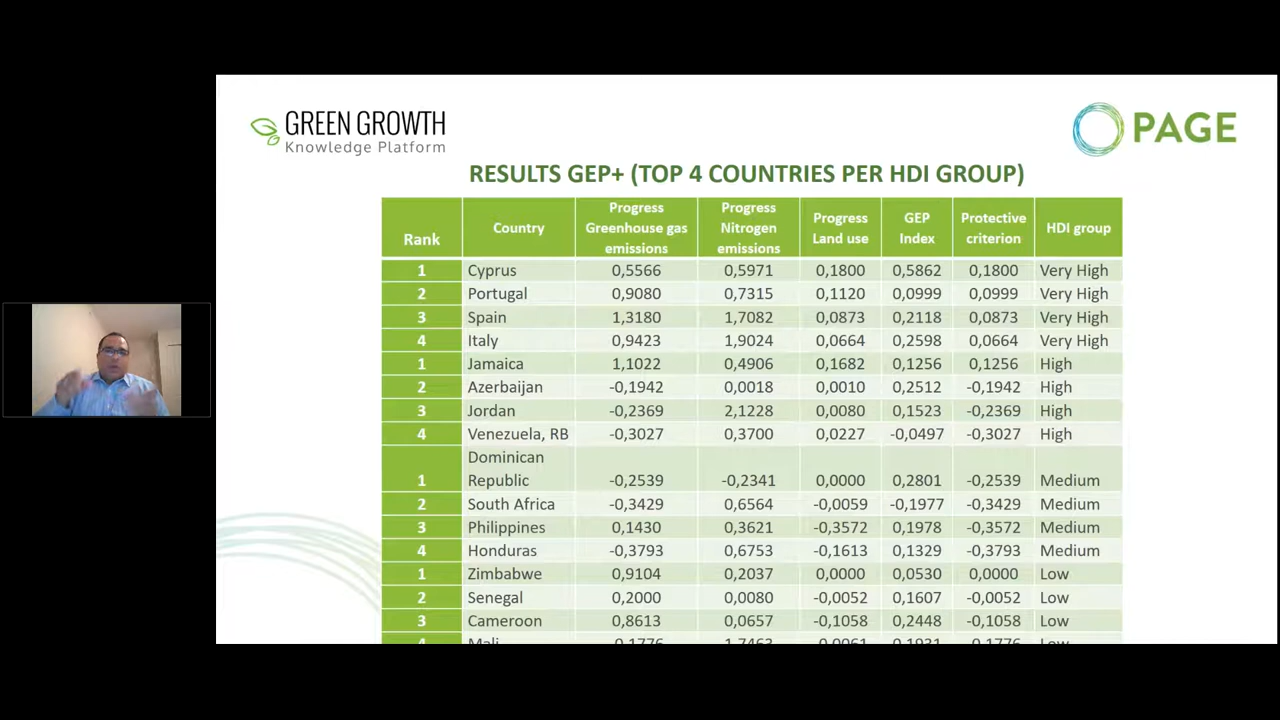 GREEN GROWTH
Knowledge Platform
PAGE
RESULTS GEP+ (TOP 4 COUNTRIES PER HDI GROUP)
Rank Country Progress Greenhouse gas emissions Progress Nitrogen emissions Progress Land use GEP Index Protective criterion HDI group
1 Cyprus 0,5566 0,5971 0,1800 0,5862 0,1800 Very High
2 Portugal 0,9080 0,7315 0,1120 0,0999 0,0999 Very High
3 Spain 1,3180 1,7082 0,0873 0,2118 0,0873 Very High
4 Italy 0,9423 1,9024 0,0664 0,2598 0,0664 Very High
1 Jamaica 1,1022 0,4906 0,1682 0,1256 0,1256 High
2 Azerbaijan -0,1942 0,0018 0,0010 0,2512 -0,1942 High
3 Jordan -0,2369 2,1228 0,0080 0,1523 -0,2369 High
4 Venezuela, RB -0,3027 0,3700 0,0227 -0,0497 -0,3027 High
1 Dominican Republic -0,2539 -0,2341 0,0000 0,2801 -0,2539 Medium
2 South Africa -0,3429 0,6564 -0,0059 -0,1977 -0,3429 Medium
3 Philippines 0,1430 0,3621 -0,3572 0,1978 -0,3572 Medium
4 Honduras -0,3793 0,6753 -0,1613 0,1329 -0,3793 Medium
1 Zimbabwe 0,9104 0,2037 0,0000 0,0530 0,0000 Low
2 Senegal 0,2000 0,0080 -0,0052 0,1607 -0,0052 Low
3 Cameroon 0,8613 0,0657 -0,1058 0,2448 -0,1058 Low
4 Mali Low